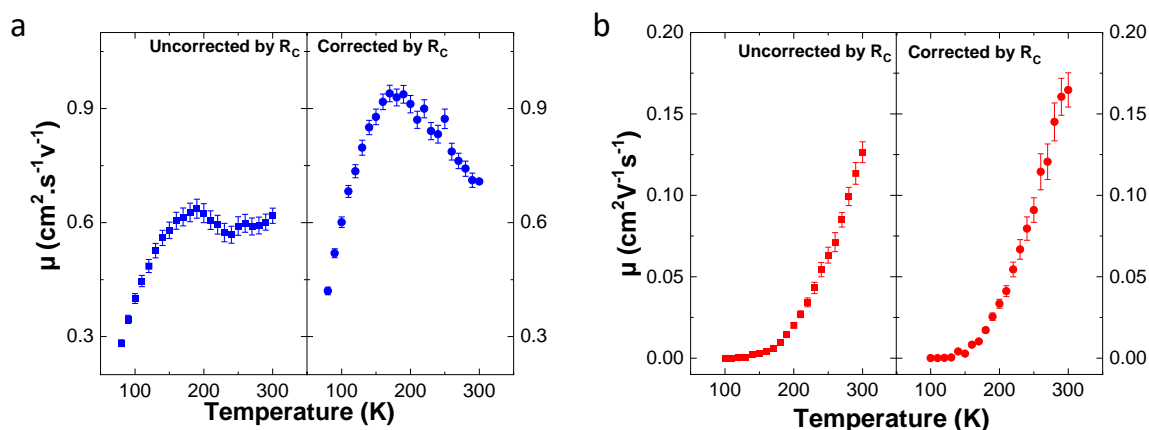 a
Uncorrected by R_C
Corrected by R_C
0.9
0.6
0.3
0.9
0.6
0.3
μ (cm².s⁻¹v⁻¹)
100
200
300
100
200
300
Temperature (K)
b
Uncorrected by R_C
Corrected by R_C
0.20
0.15
0.10
0.05
0.00
0.20
0.15
0.10
0.05
0.00
μ (cm²V⁻¹s⁻¹)
100
200
300
100
200
300
Temperature (K)